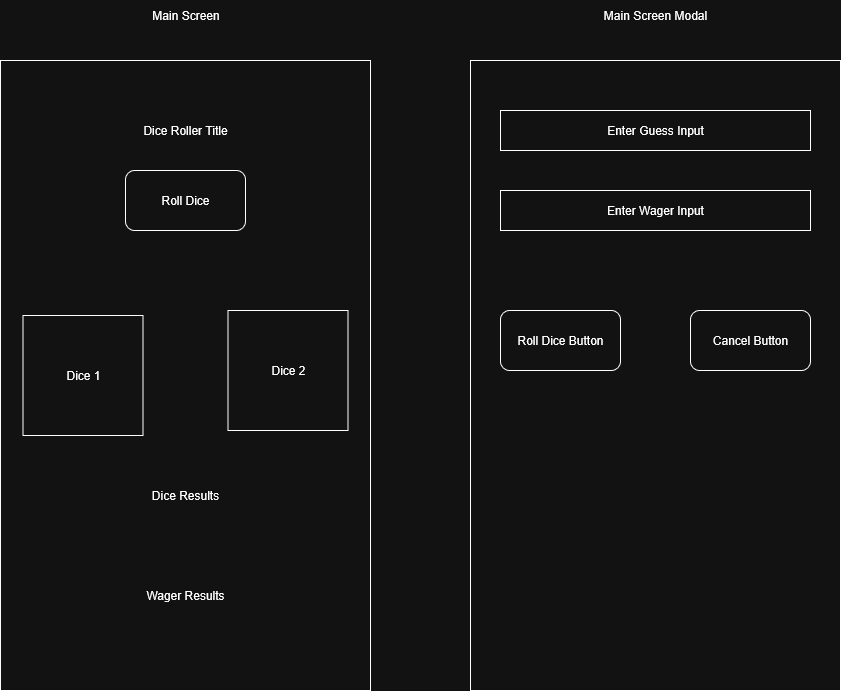 Main Screen
Main Screen Modal
Dice Roller Title
Roll Dice
Dice 1
Dice 2
Dice Results
Wager Results
Enter Guess Input
Enter Wager Input
Roll Dice Button
Cancel Button